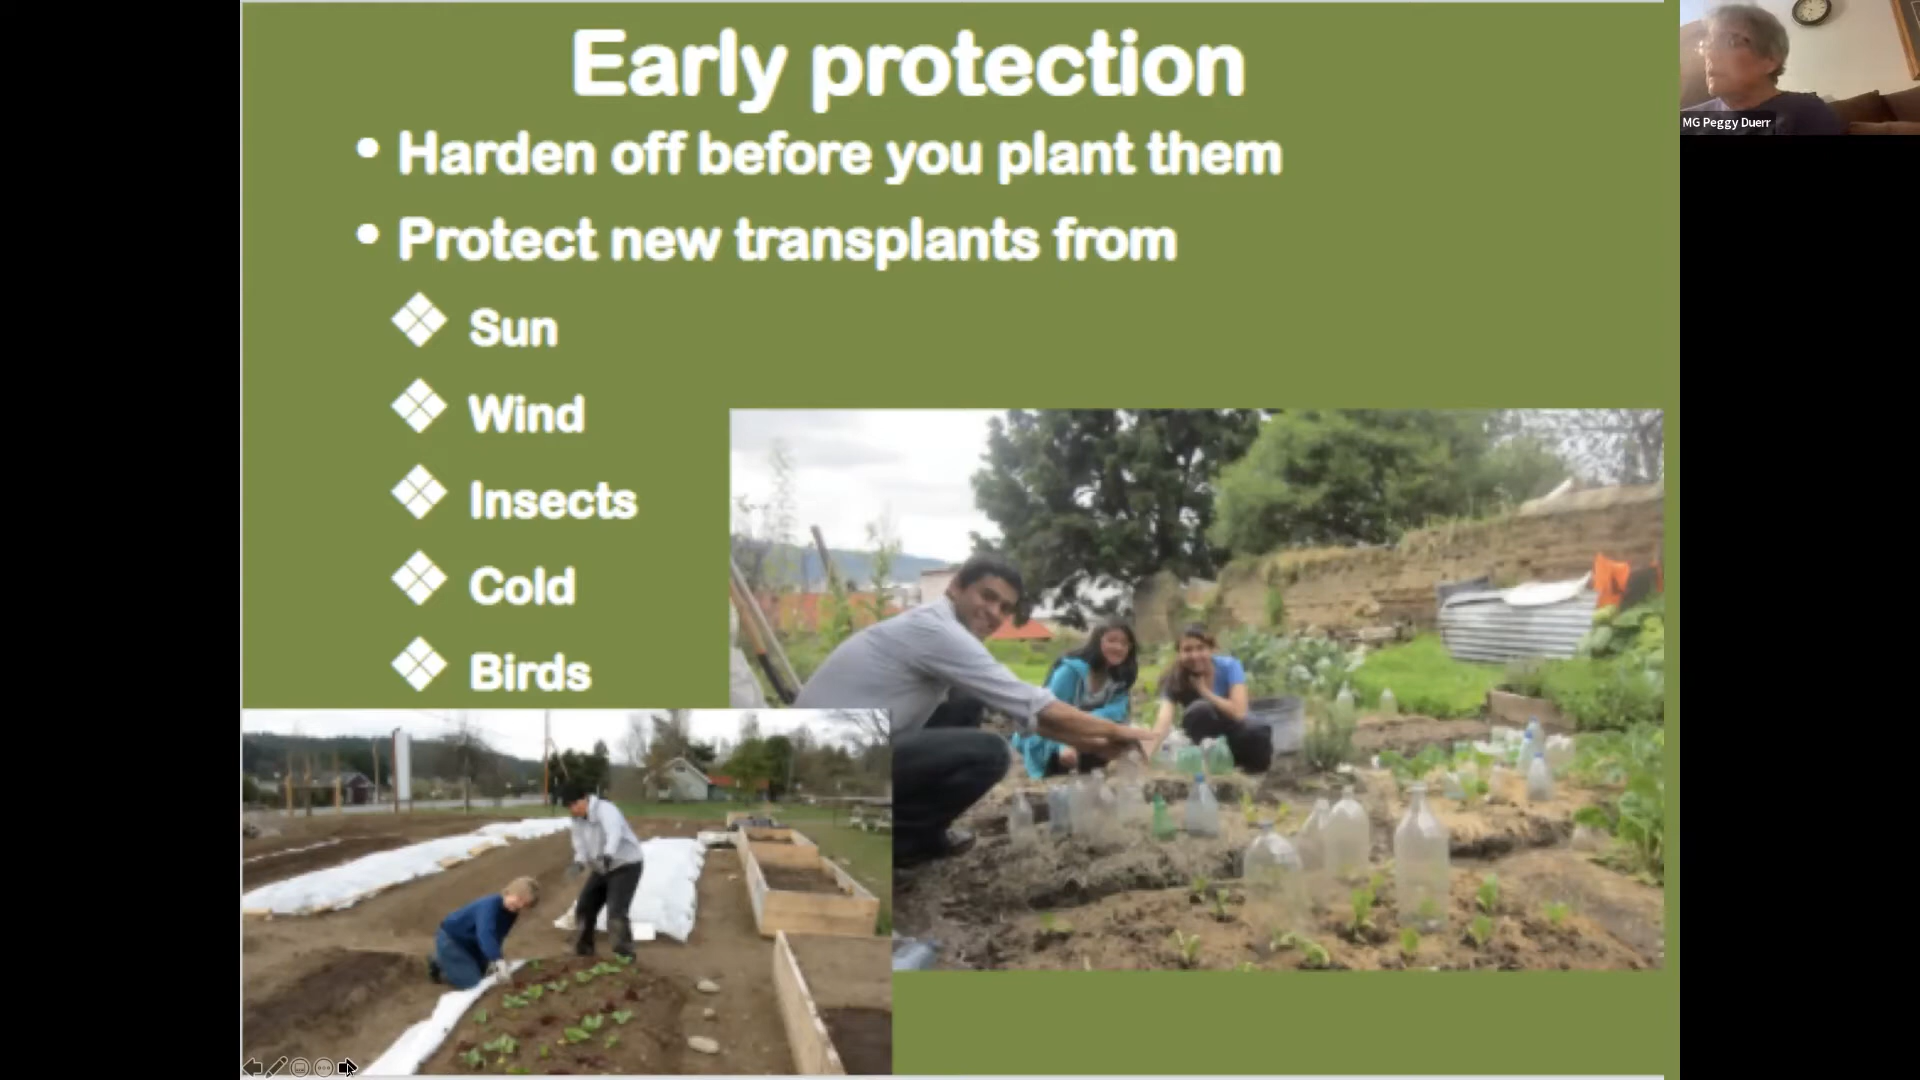 Early protection
• Harden off before you plant them
• Protect new transplants from
❖ Sun
❖ Wind
❖ Insects
❖ Cold
❖ Birds
MG Peggy Duerr